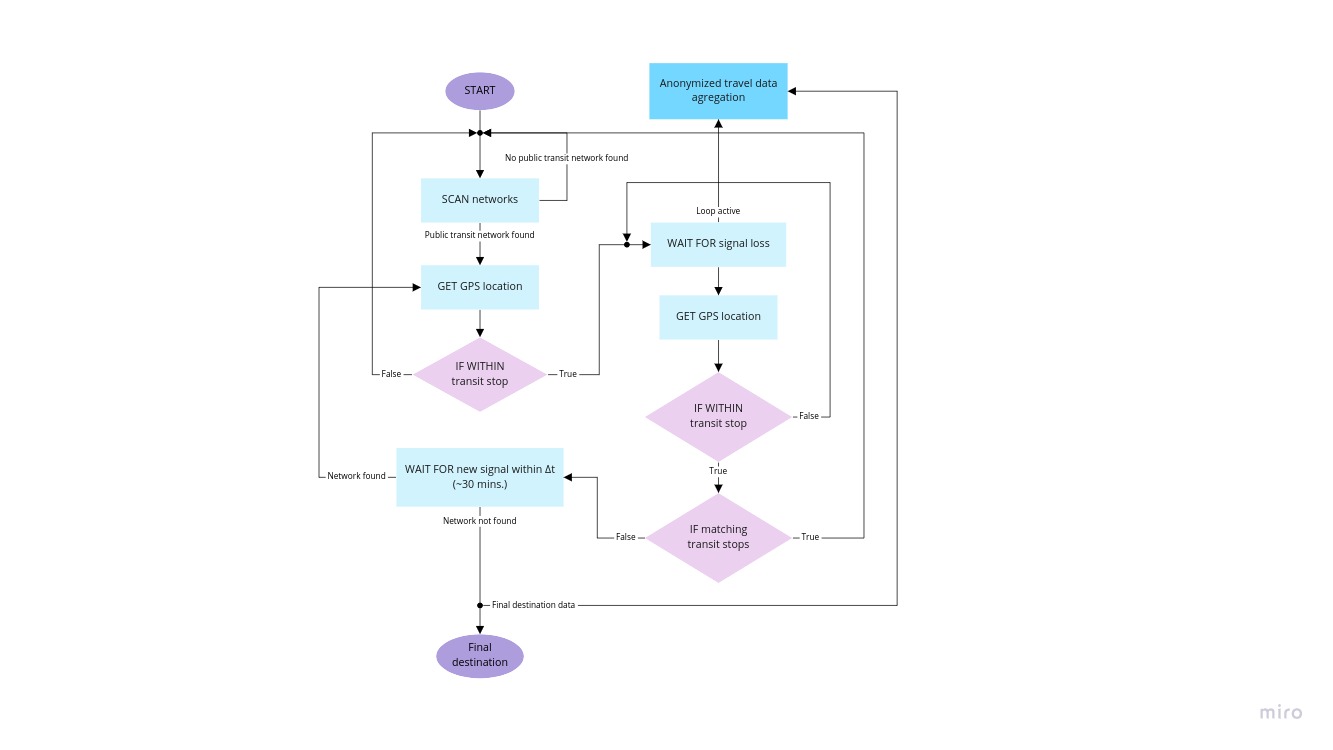 START
Anonymized travel data
agregation
No public transit network found
SCAN networks
Loop active
Public transit network found
WAIT FOR signal loss
GET GPS location
GET GPS location
IF WITHIN
transit stop
False
True
IF WITHIN
transit stop
False
True
WAIT FOR new signal within Δt
(~30 mins.)
Network found
Network not found
IF matching
transit stops
False
True
Final destination data
Final
destination
miro